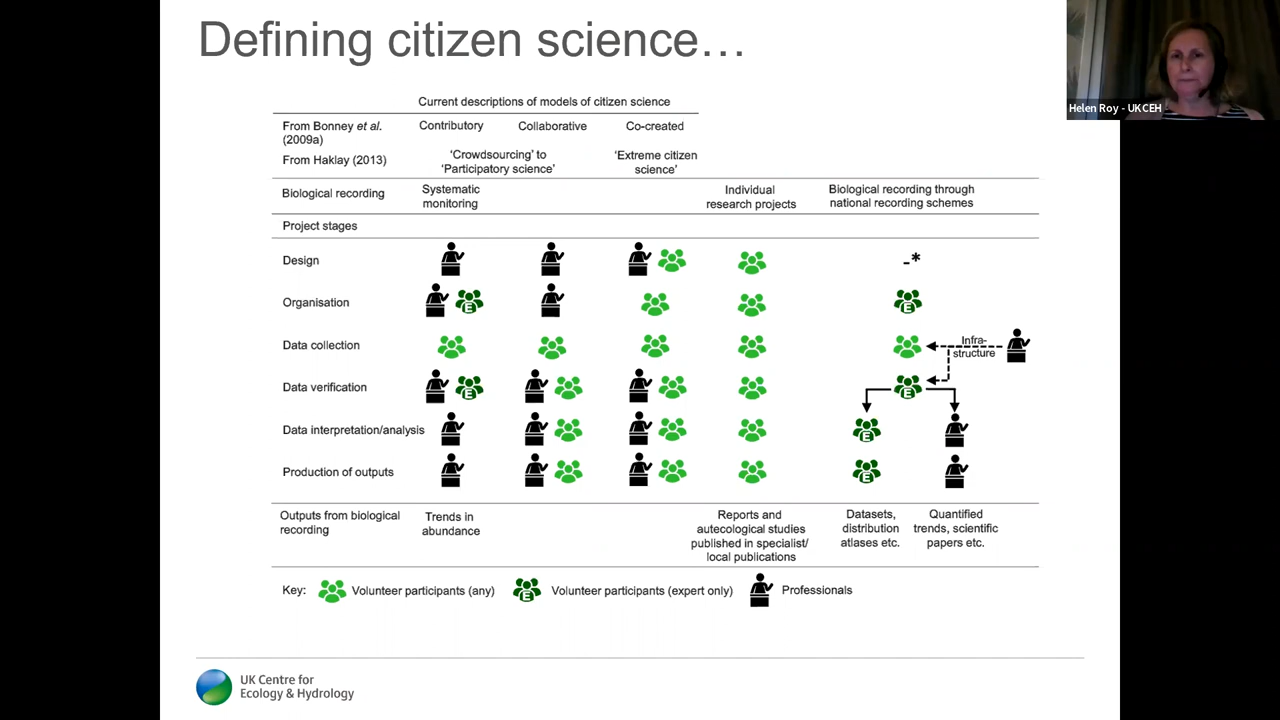 Defining citizen science…
Helen Roy - UKCEH
Current descriptions of models of citizen science
From Bonney et al.
(2009a)
Contributory
Collaborative
Co-created
From Haklay (2013)
‘Crowdsourcing’ to
‘Participatory science’
‘Extreme citizen
science’
Biological recording
Systematic
monitoring
Individual
research projects
Biological recording through
national recording schemes
Project stages
Design
-*
Organisation
E
E
Data collection
Infra-
structure
Data verification
E
E
Data interpretation/analysis
E
Production of outputs
E
Outputs from biological
recording
Trends in
abundance
Reports and
autecological studies
published in specialist/
local publications
Datasets,
distribution
atlases etc.
Quantified
trends, scientific
papers etc.
Key:
Volunteer participants (any)
E
Volunteer participants (expert only)
Professionals
UK Centre for
Ecology & Hydrology